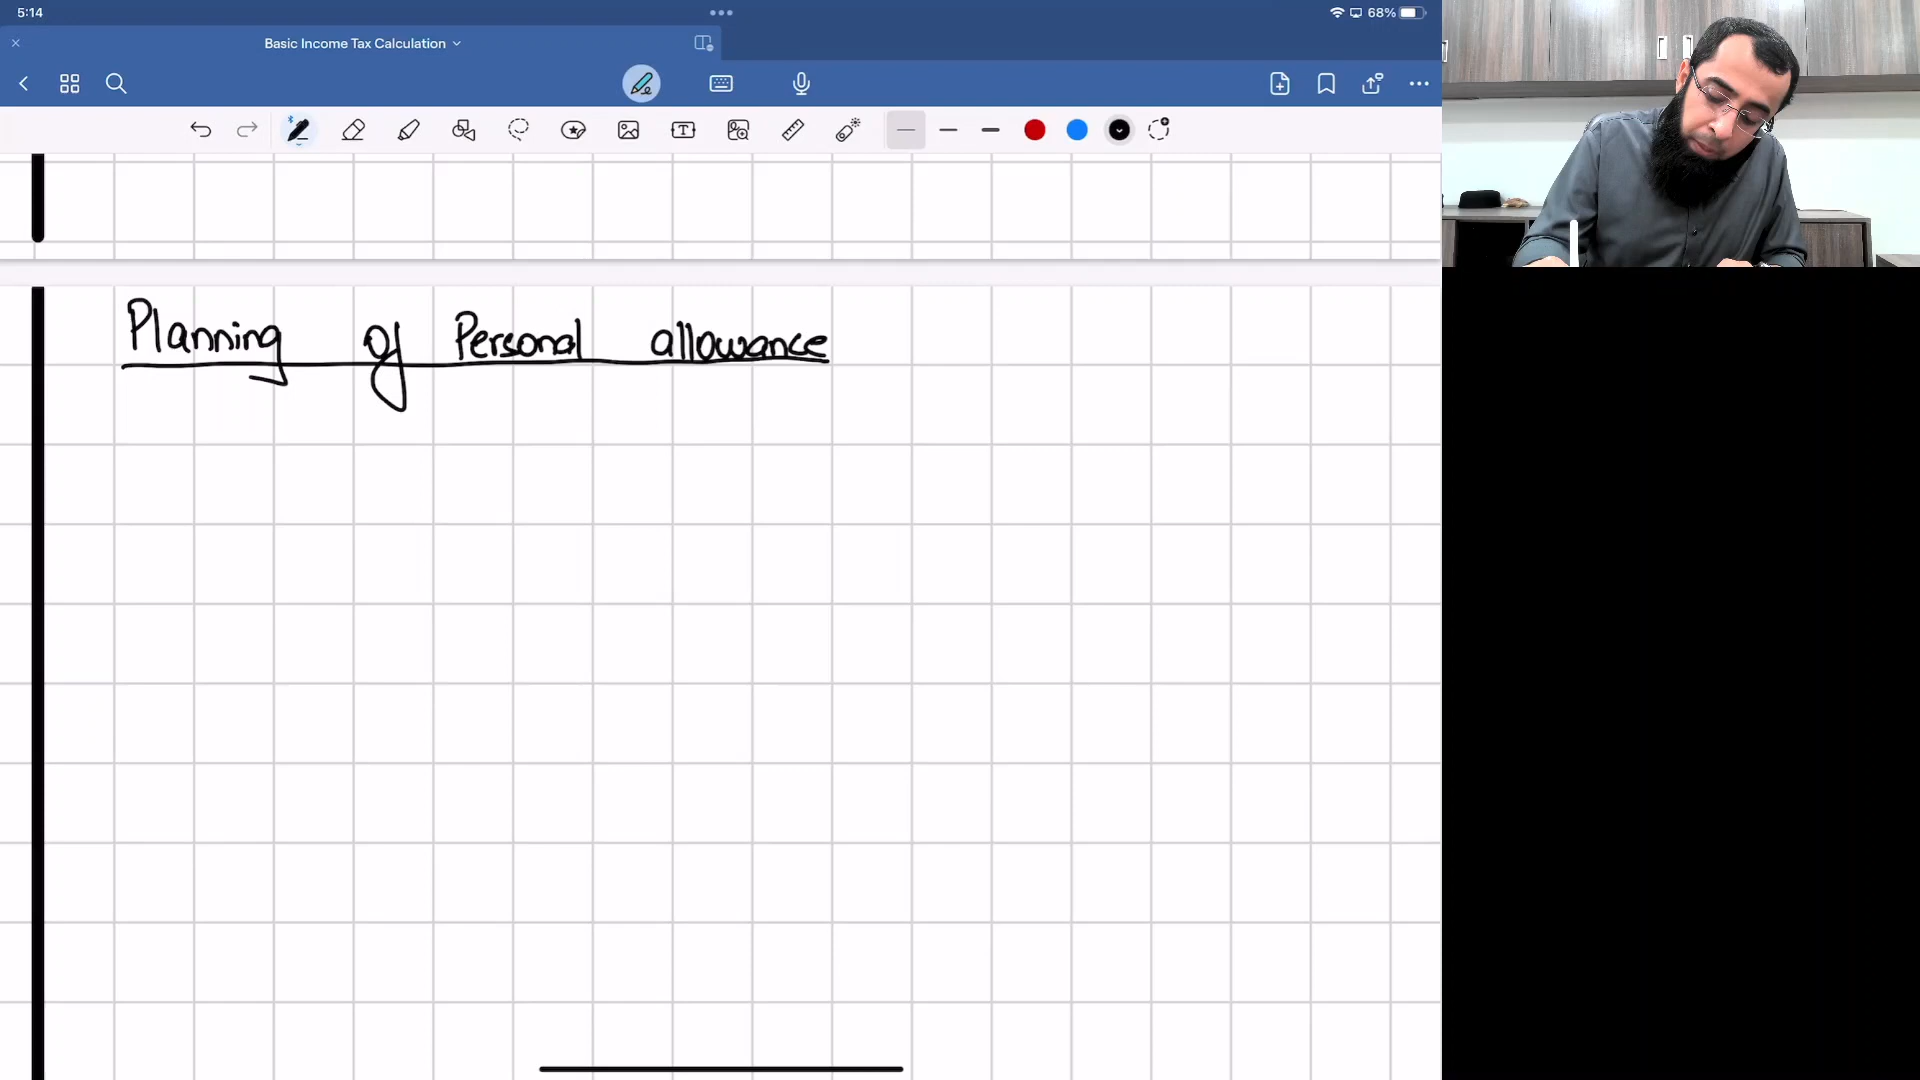 5:14
68%
Basic Income Tax Calculation
Planning of Personal allowance